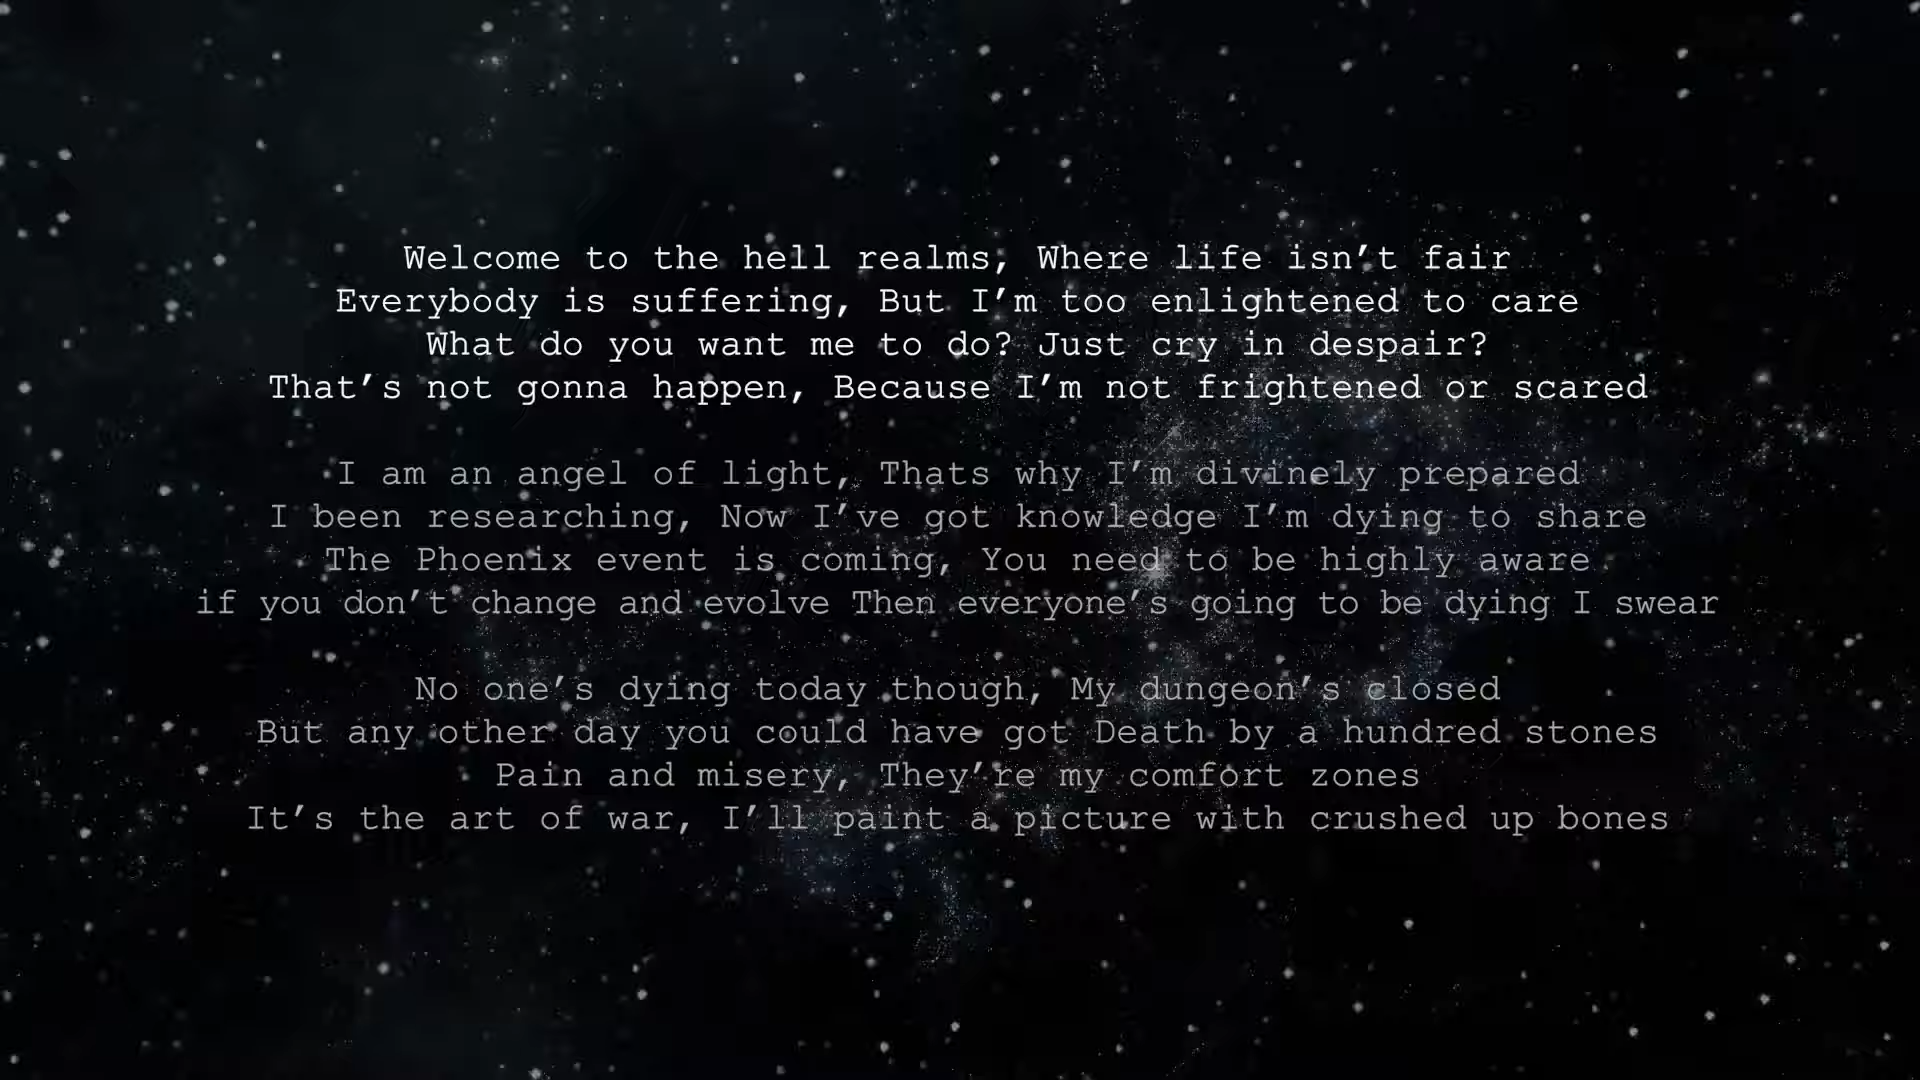 Welcome to the hell realms, Where life isn’t fair
Everybody is suffering, But I’m too enlightened to care
What do you want me to do? Just cry in despair?
That’s not gonna happen, Because I’m not frightened or scared
I am an angel of light, Thats why I’m divinely prepared
I been researching, Now I’ve got knowledge I’m dying to share
The Phoenix event is coming, You need to be highly aware
if you don’t change and evolve Then everyone’s going to be dying I swear
No one’s dying today though, My dungeon’s closed
But any other day you could have got Death by a hundred stones
Pain and misery, They’re my comfort zones
It’s the art of war, I’ll paint a picture with crushed up bones